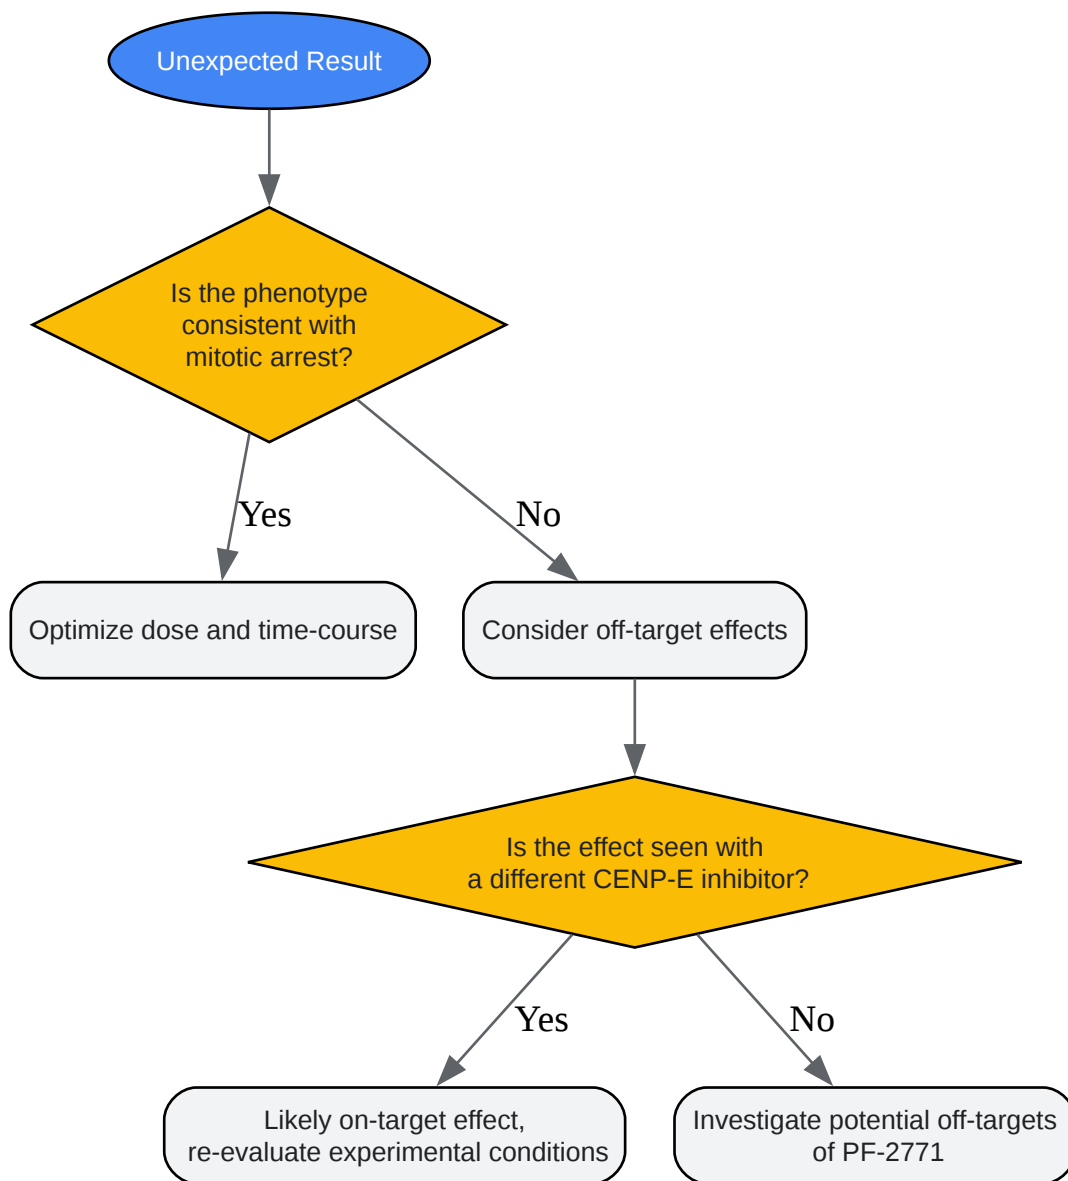 Unexpected Result
Is the phenotype
consistent with
mitotic arrest?
Yes
No
Optimize dose and time-course
Consider off-target effects
Is the effect seen with
a different CENP-E inhibitor?
Yes
No
Likely on-target effect,
re-evaluate experimental conditions
Investigate potential off-targets
of PF-2771